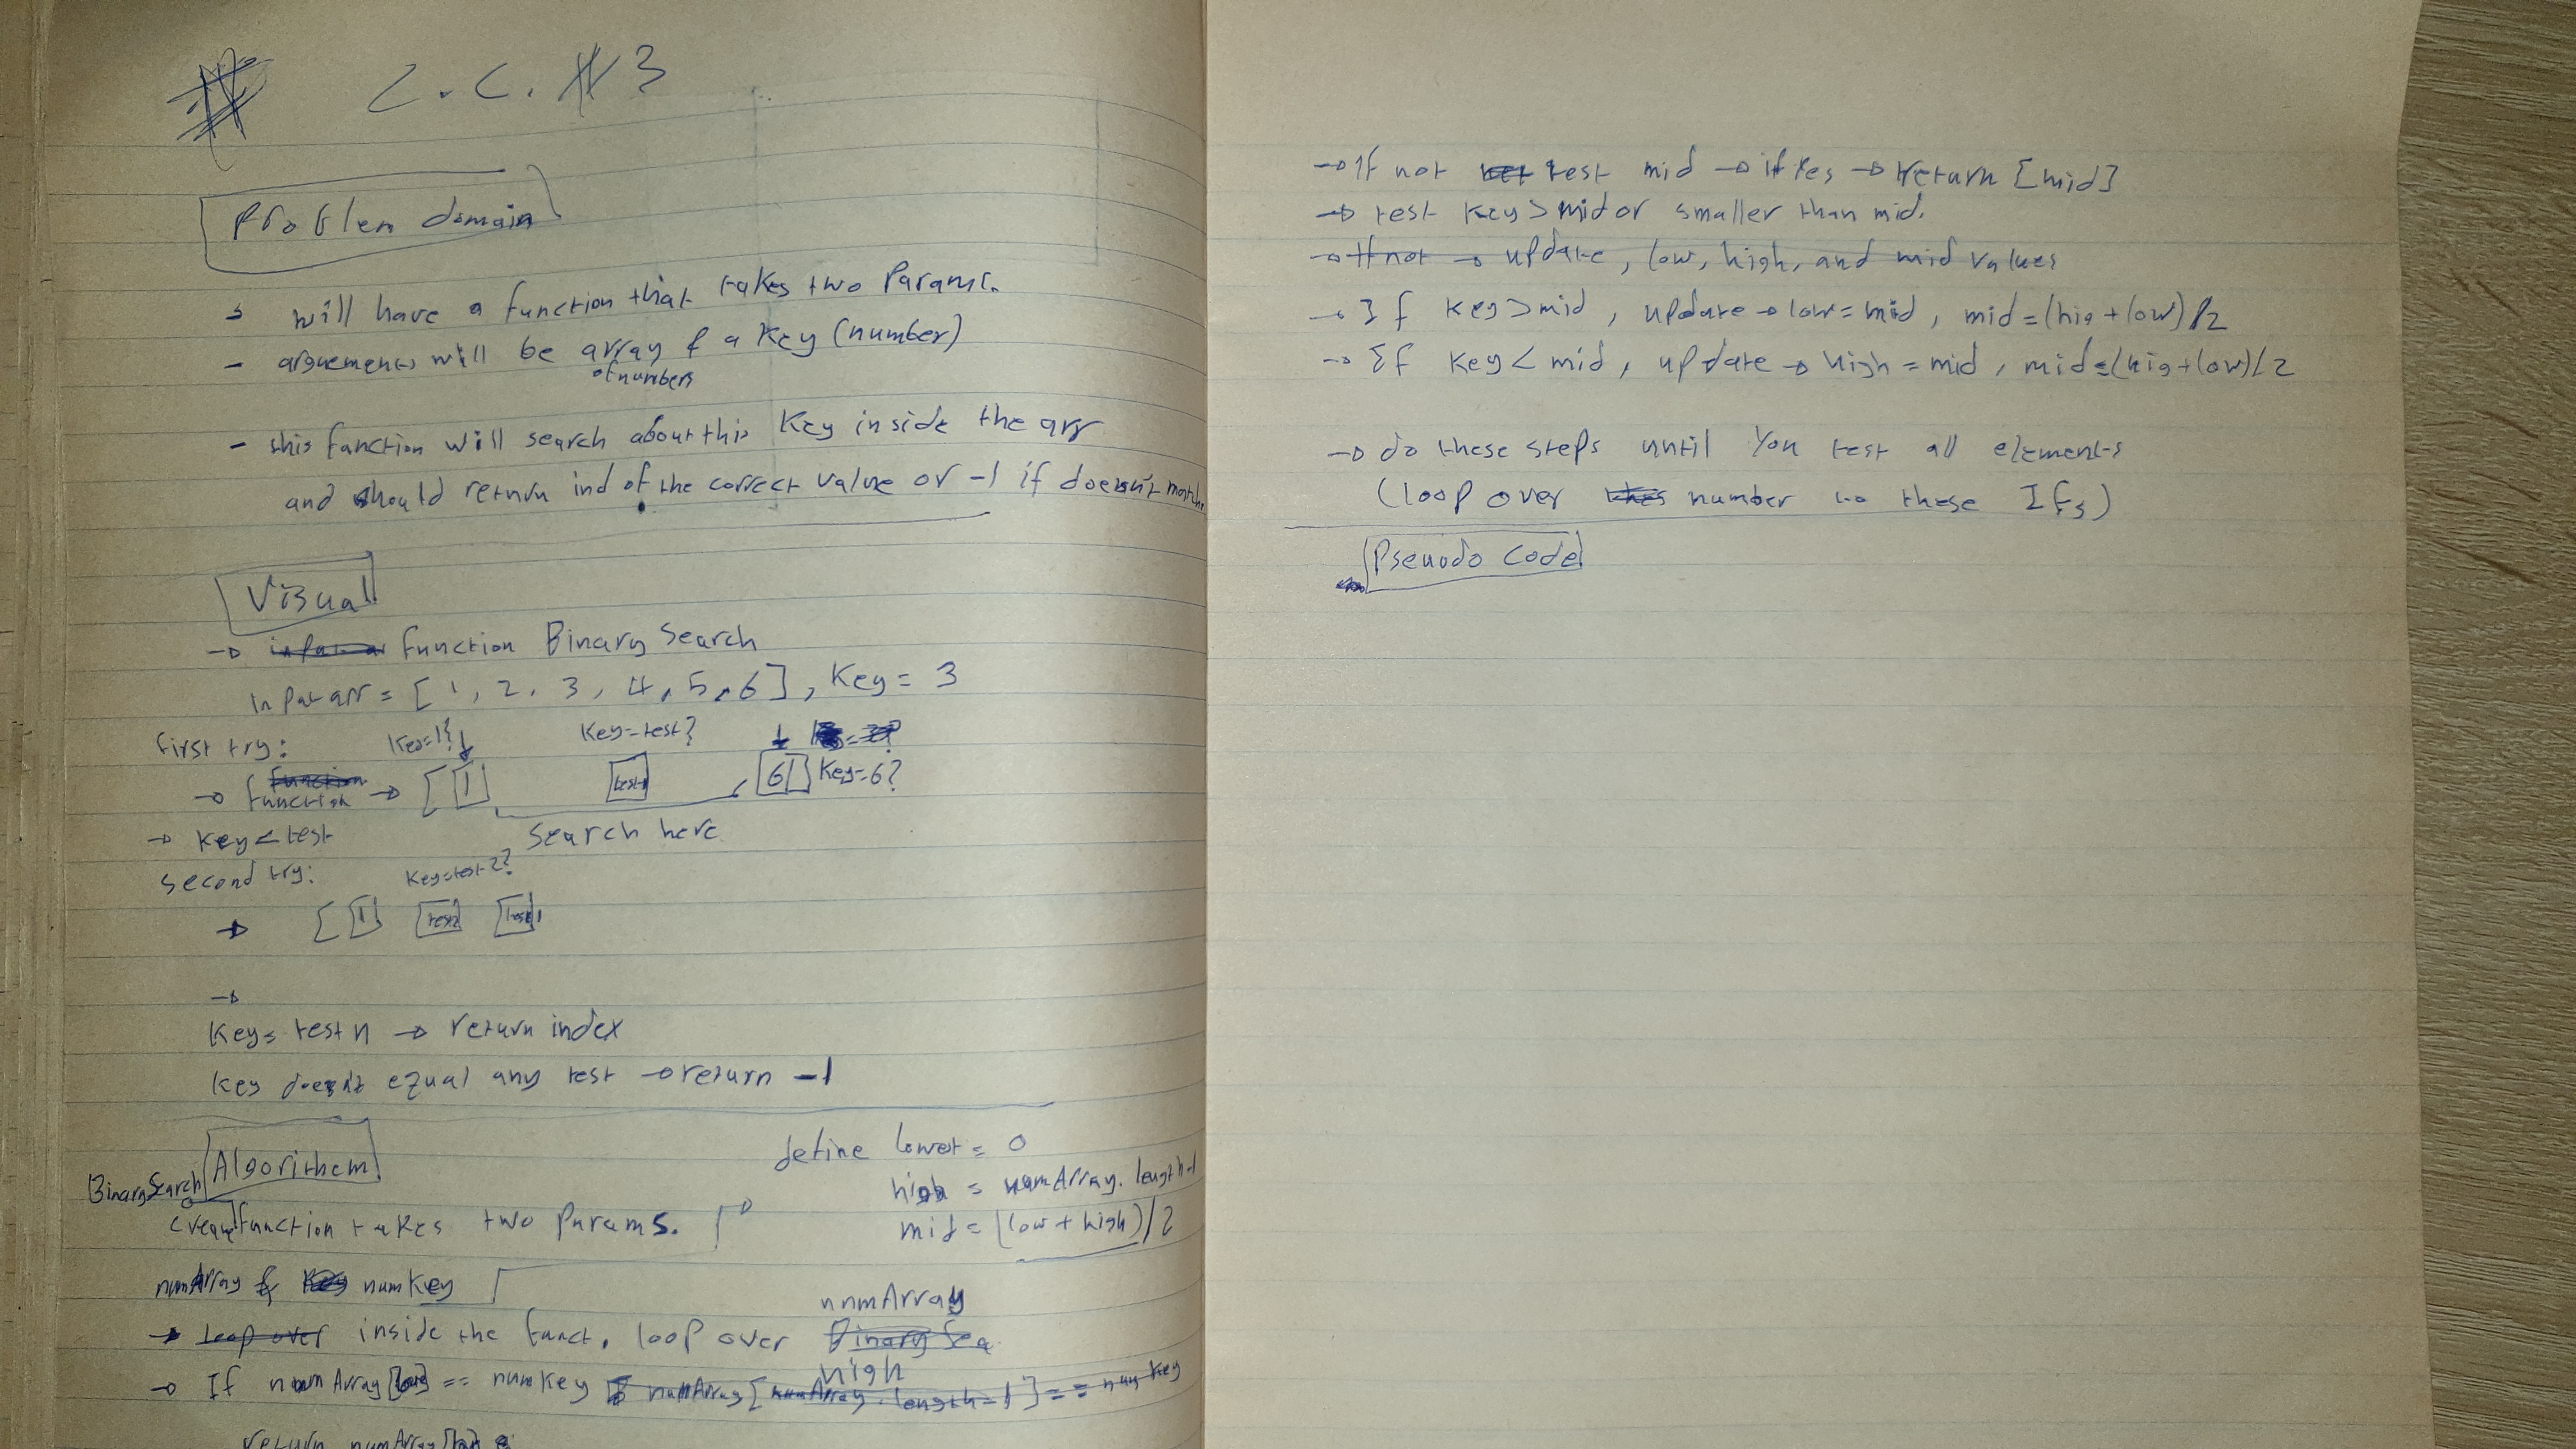 # C.C. #3
Problem domain
will have a function that takes two Params.
- arguements will be array & a key (number)
of numbers
- this function will search about this key inside the arr
and should return ind of the correct value or -1 if doesn't match.
Visual
→ function Binary Search
Input arr = [1, 2, 3, 4, 5, 6], Key = 3
first try: Key=1? Key=test? Key=6?
→ function → [ 1 test1 6 ]
→ Key < test Search here
second try: Key=test2?
→ [ 1 test2 test1
→
Key = test n → return index
Key doesn't equal any test → return -1
Algorithem
define lowest = 0
high = numArray.length-1
mid = (low + high)/2
BinarySearch
creat function takes two params.
numArray & numKey
→ inside the funct. loop over numArray
→ If numArray[low] == numKey high
return numArray[low]
→ If not test mid → if Yes → return [mid]
→ test Key > mid or smaller than mid.
→ If not → update, low, high, and mid values
→ If key > mid, update → low = mid, mid = (hig + low)/2
→ If key < mid, update → high = mid, mid = (hig + low)/2
→ do these steps until You test all elements
(loop over number to these Ifs)
Pseuodo Code